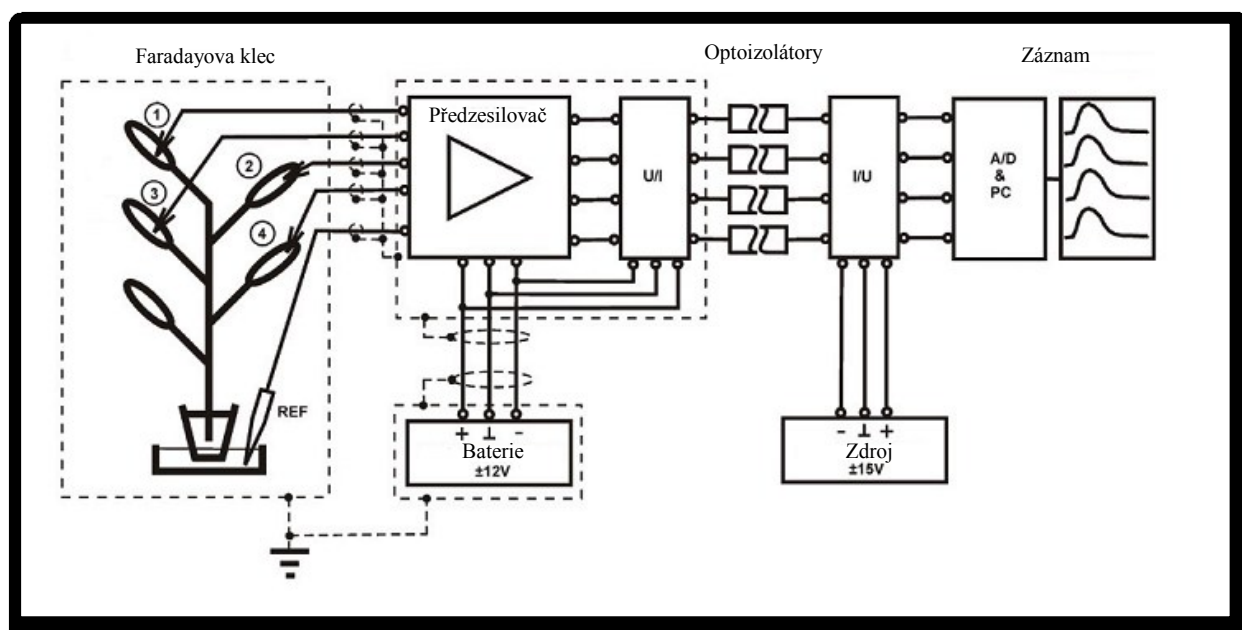 Faradayova klec
Optoizolátory
Záznam
1
2
3
4
REF
Předzesilovač
U/I
I/U
A/D
&
PC
+ ⊥ -
Baterie
±12V
- ⊥ +
Zdroj
±15V